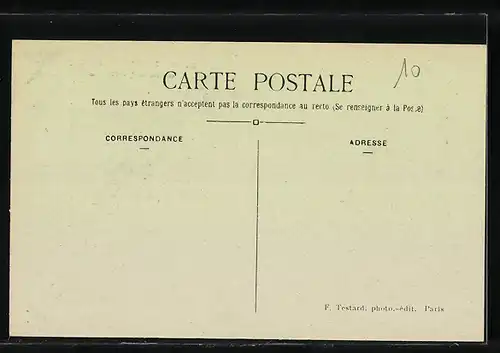 10
CARTE POSTALE
Tous les pays étrangers n'acceptent pas la correspondance au recto (Se renseigner à la Poste)
CORRESPONDANCE
ADRESSE
F. Testard, photo.-édit. Paris